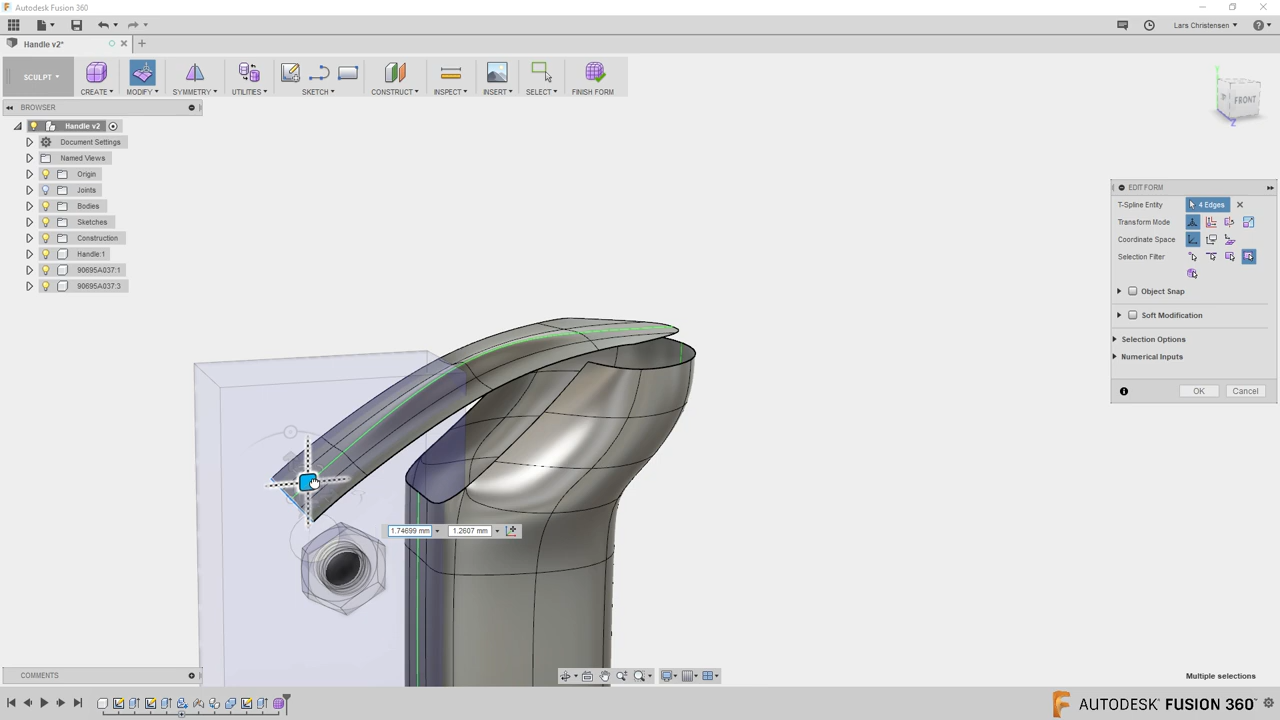 Autodesk Fusion 360
Lars Christensen
Handle v2*
SCULPT
CREATE
MODIFY
SYMMETRY
UTILITIES
SKETCH
CONSTRUCT
INSPECT
INSERT
SELECT
FINISH FORM
BROWSER
Handle v2
Document Settings
Named Views
Origin
Joints
Bodies
Sketches
Construction
Handle:1
90695A037:1
90695A037:3
FRONT
EDIT FORM
T-Spline Entity
4 Edges
Transform Mode
Coordinate Space
Selection Filter
Object Snap
Soft Modification
Selection Options
Numerical Inputs
OK
Cancel
1.74699 mm
1.2607 mm
COMMENTS
Multiple selections
AUTODESK FUSION 360™